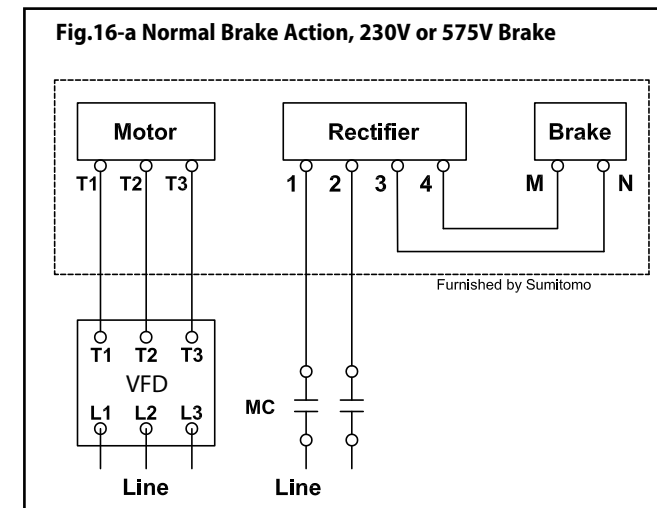 Fig.16-a Normal Brake Action, 230V or 575V Brake
Motor Rectifier Brake
T1 T2 T3 1 2 3 4 M N
Furnished by Sumitomo
T1 T2 T3
VFD
MC
L1 L2 L3
Line Line